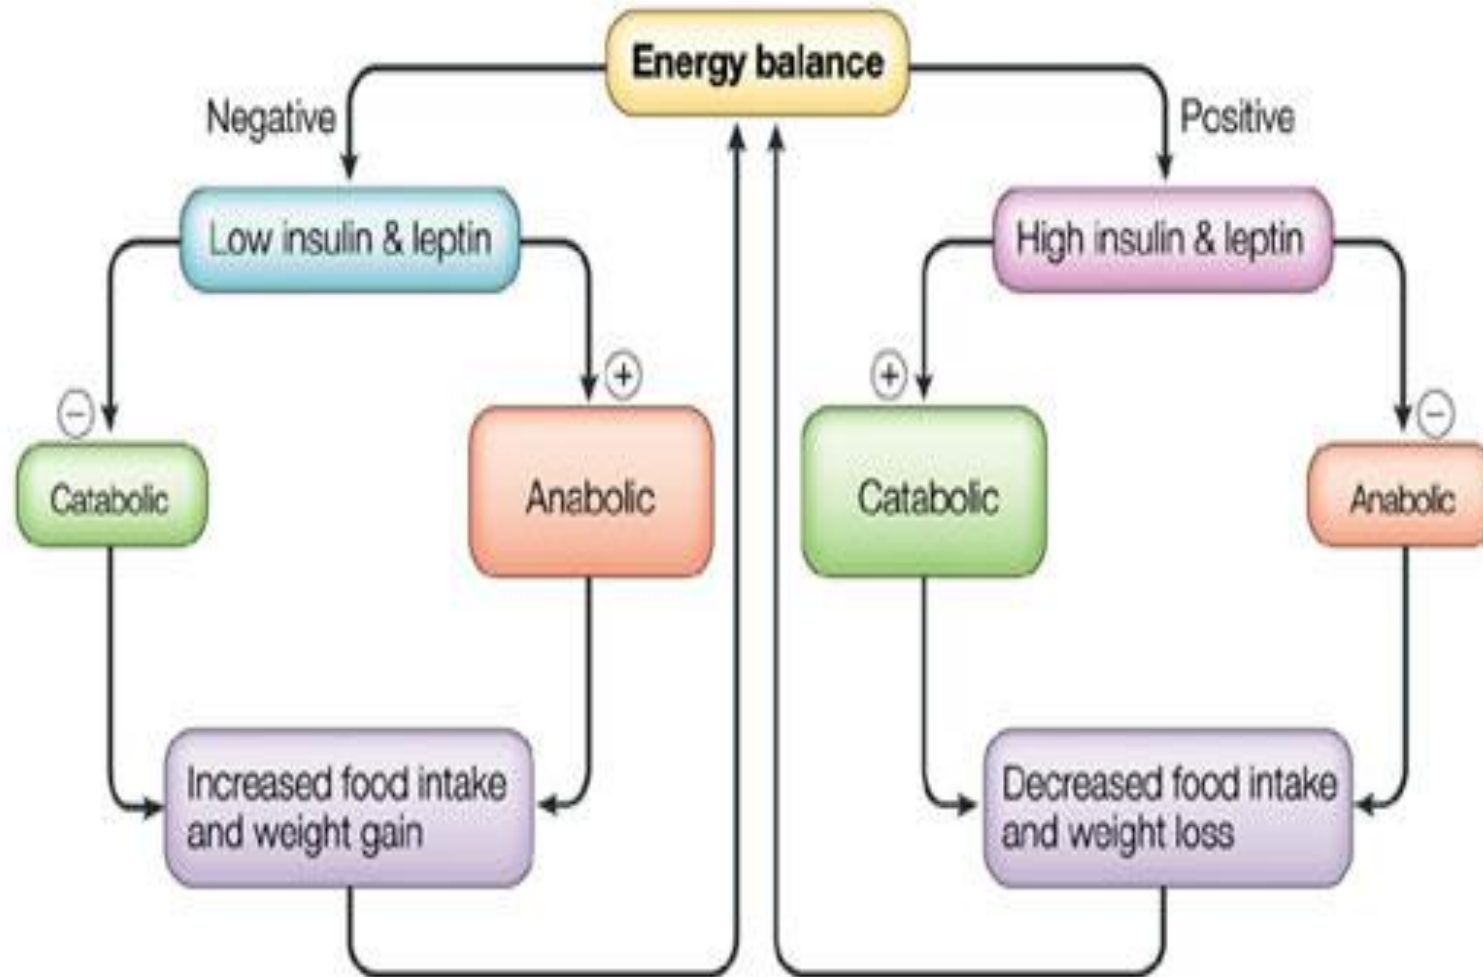 Energy balance
Negative
Positive
Low insulin & leptin
High insulin & leptin
−
+
+
−
Catabolic
Anabolic
Catabolic
Anabolic
Increased food intake
and weight gain
Decreased food intake
and weight loss